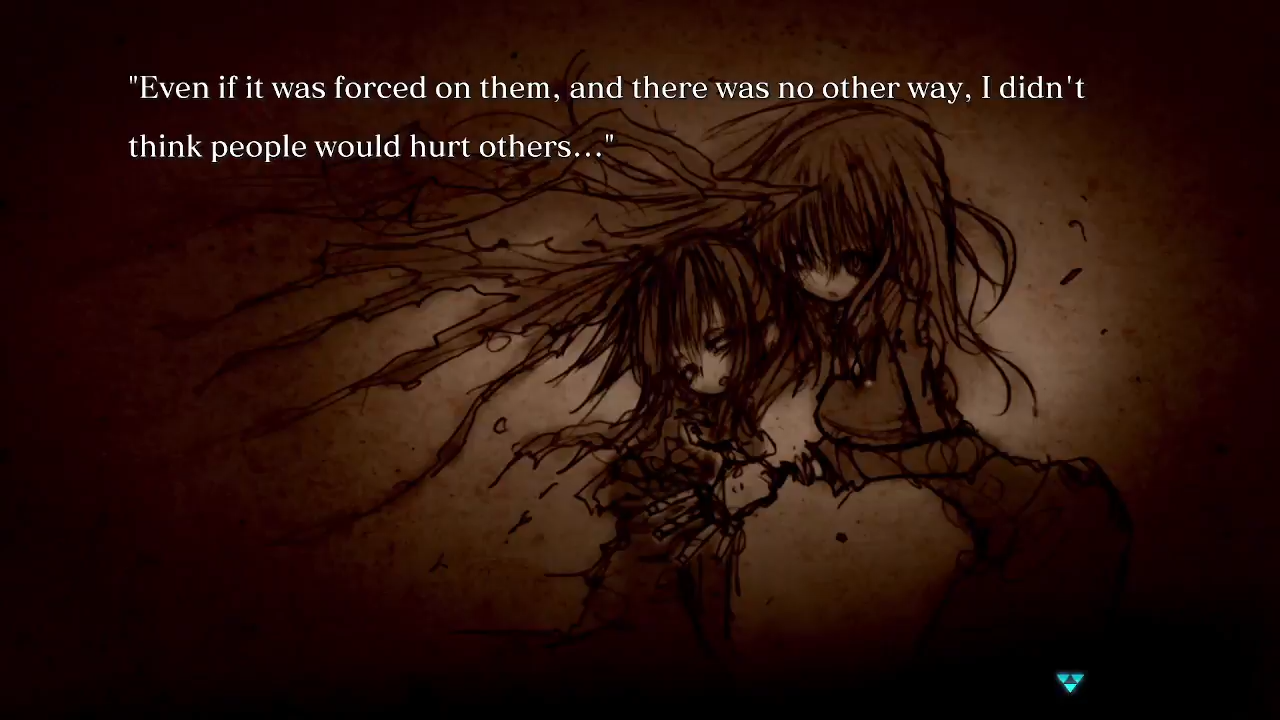 "Even if it was forced on them, and there was no other way, I didn't
think people would hurt others..."